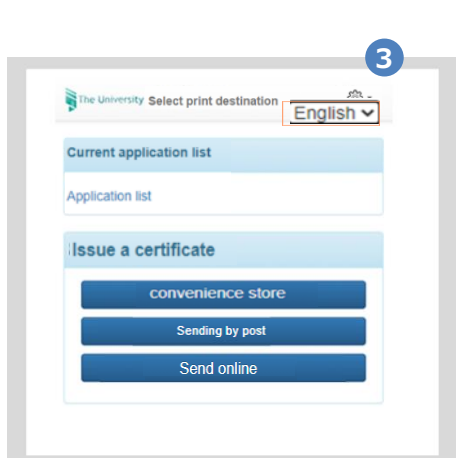 3
The University Select print destination
English
Current application list
Application list
Issue a certificate
convenience store
Sending by post
Send online